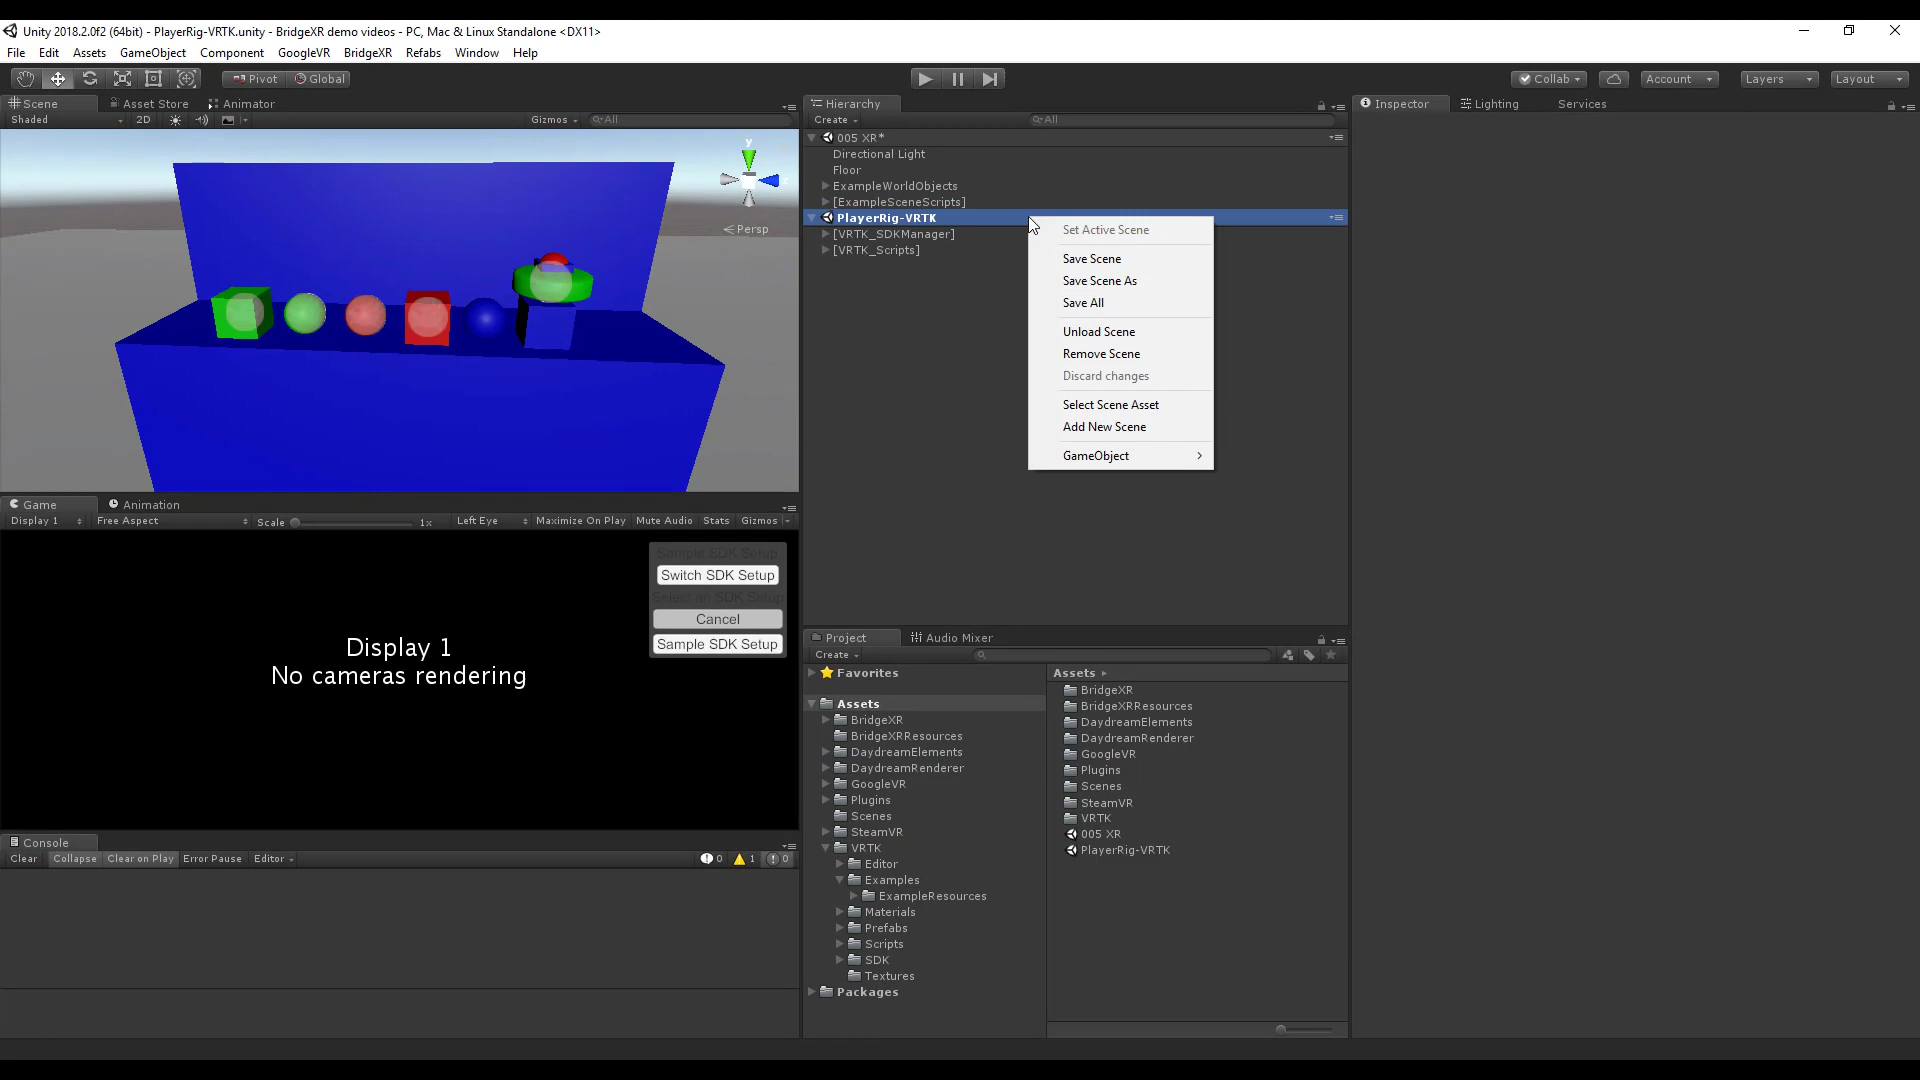 Unity 2018.2.0f2 (64bit) - PlayerRig-VRTK.unity - BridgeXR demo videos - PC, Mac & Linux Standalone <DX11>
File Edit Assets GameObject Component GoogleVR BridgeXR Refabs Window Help
Pivot Global Collab Account Layers Layout
Scene Asset Store Animator
Shaded 2D Gizmos All
y
z
Persp
Game Animation
Display 1 Free Aspect Scale 1x Left Eye Maximize On Play Mute Audio Stats Gizmos
Sample SDK Setup
Switch SDK Setup
Select an SDK Setup
Cancel
Sample SDK Setup
Display 1
No cameras rendering
Console
Clear Collapse Clear on Play Error Pause Editor 0 1 0
Hierarchy
Create All
005 XR*
Directional Light
Floor
ExampleWorldObjects
[ExampleSceneScripts]
PlayerRig-VRTK
[VRTK_SDKManager]
[VRTK_Scripts]
Set Active Scene
Save Scene
Save Scene As
Save All
Unload Scene
Remove Scene
Discard changes
Select Scene Asset
Add New Scene
GameObject
Project Audio Mixer
Create
Favorites
Assets
BridgeXR
BridgeXRResources
DaydreamElements
DaydreamRenderer
GoogleVR
Plugins
Scenes
SteamVR
VRTK
Editor
Examples
ExampleResources
Materials
Prefabs
Scripts
SDK
Textures
Packages
Assets
BridgeXR
BridgeXRResources
DaydreamElements
DaydreamRenderer
GoogleVR
Plugins
Scenes
SteamVR
VRTK
005 XR
PlayerRig-VRTK
Inspector Lighting Services